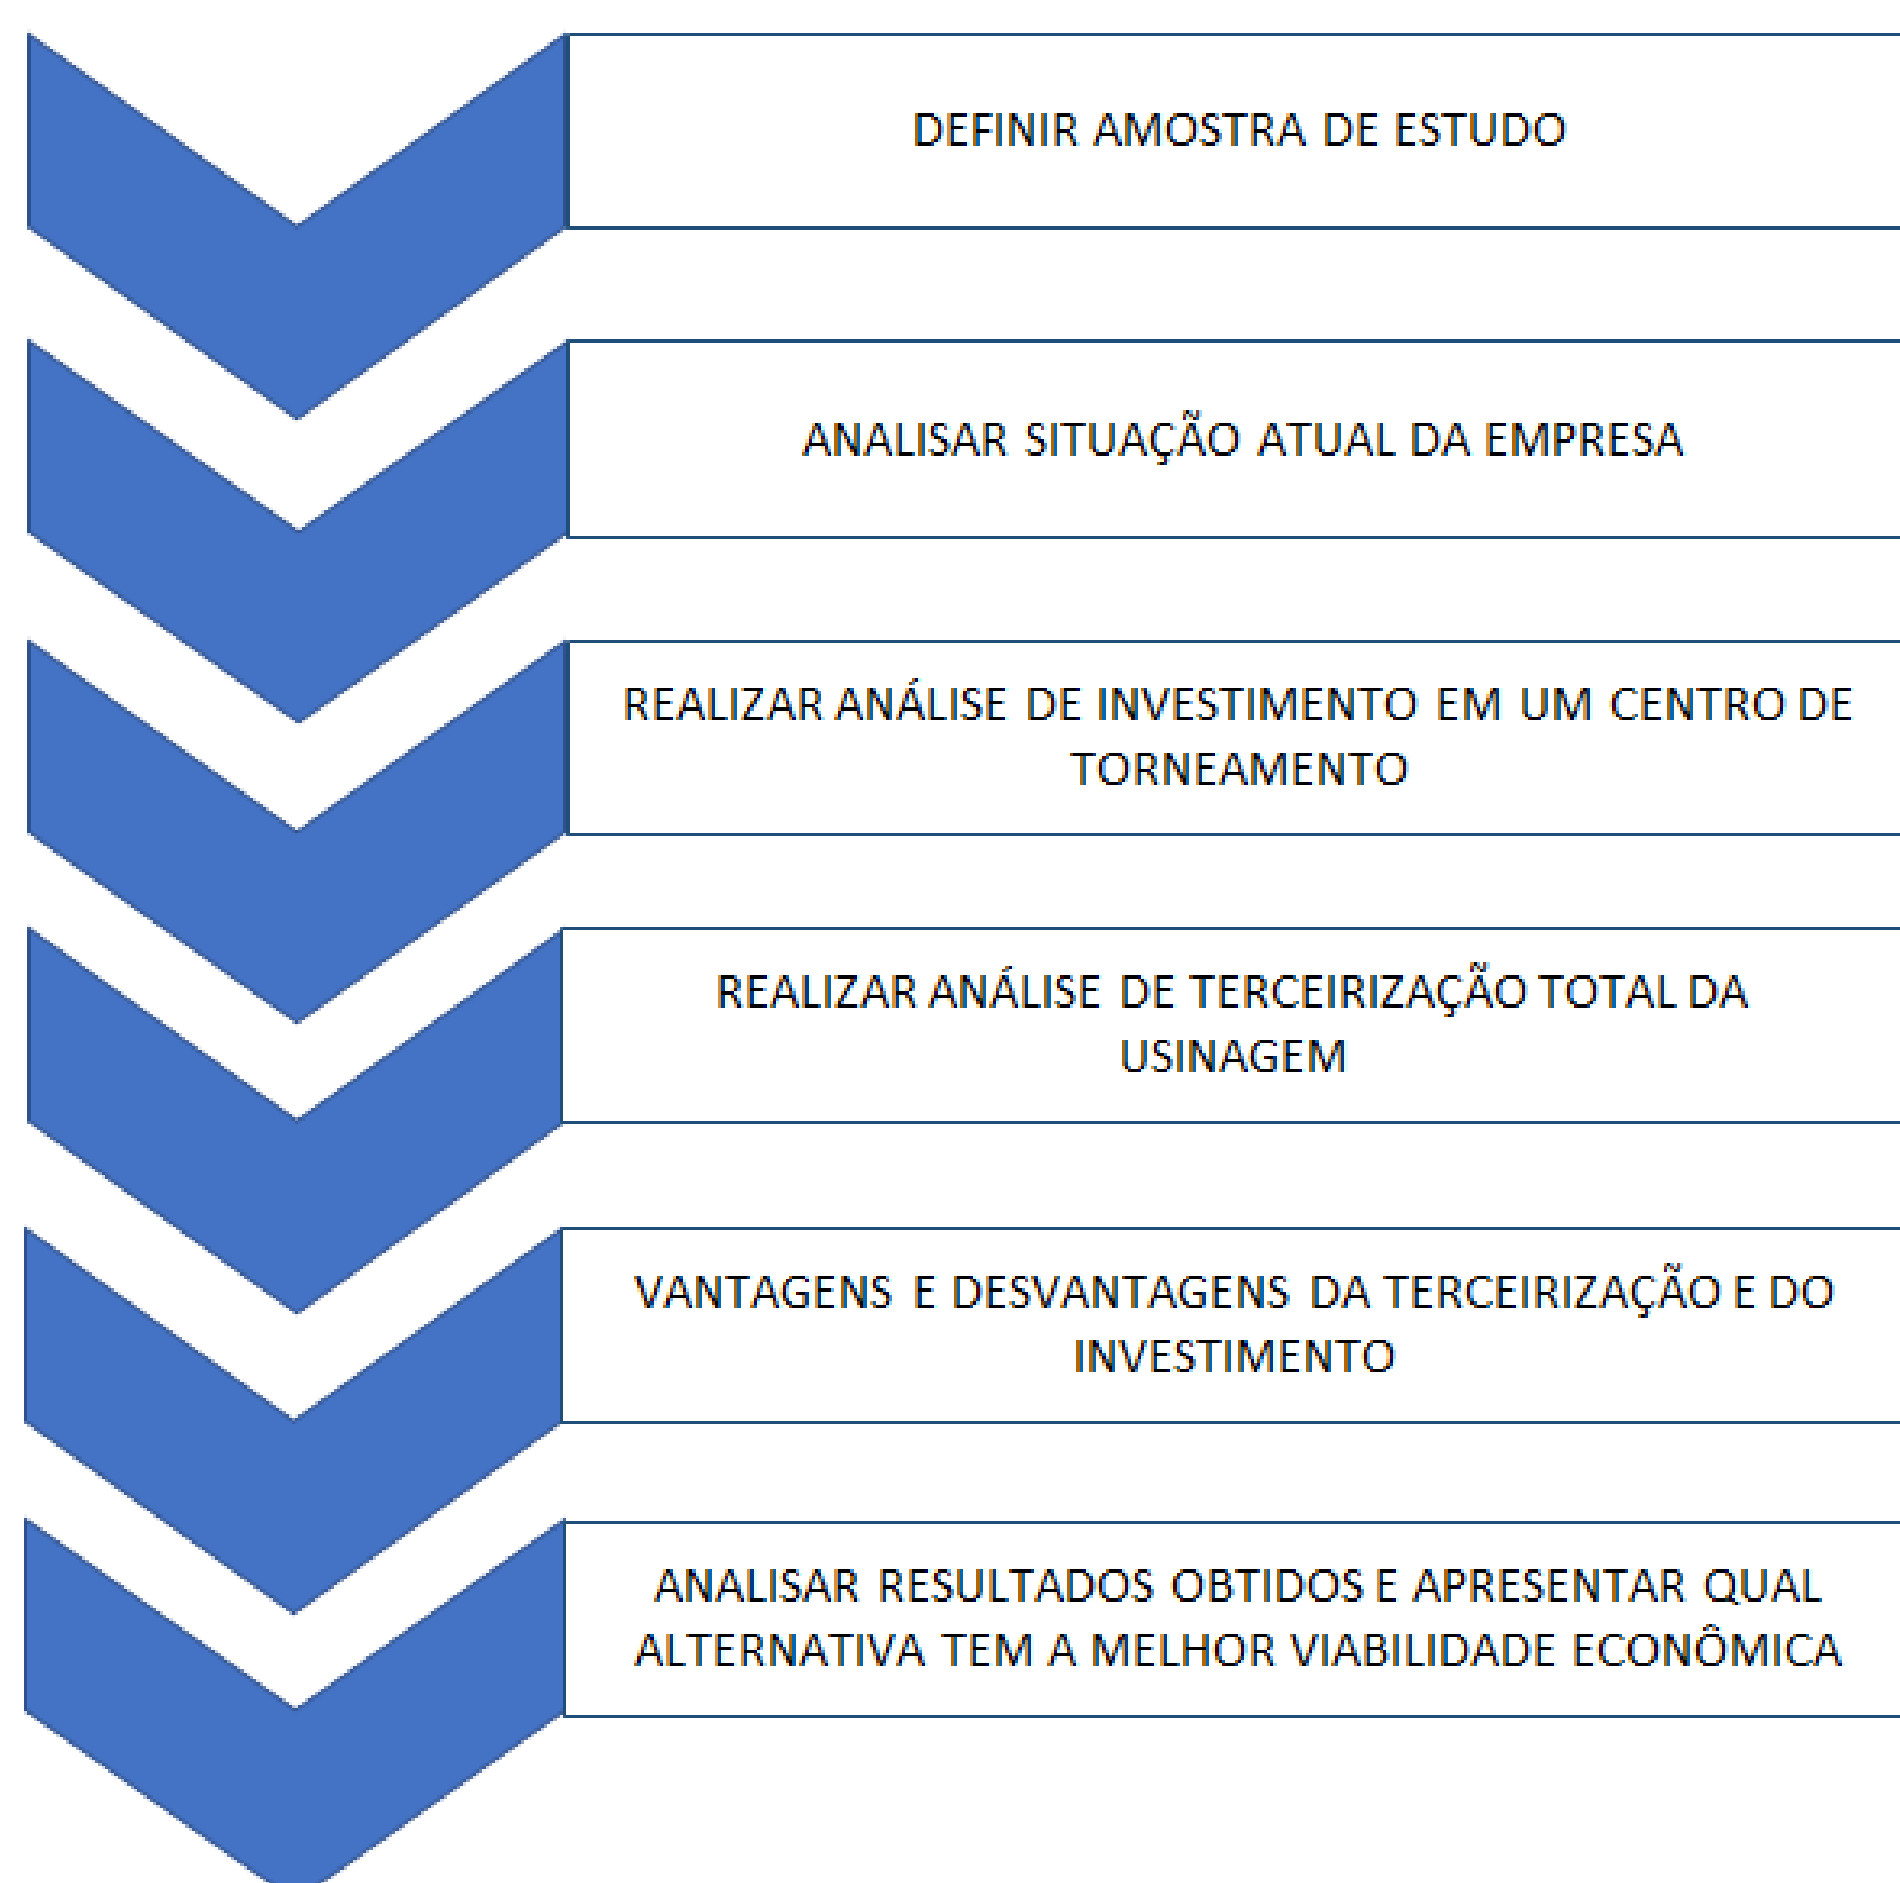 DEFINIR AMOSTRA DE ESTUDO
ANALISAR SITUAÇÃO ATUAL DA EMPRESA
REALIZAR ANÁLISE DE INVESTIMENTO EM UM CENTRO DE
TORNEAMENTO
REALIZAR ANÁLISE DE TERCEIRIZAÇÃO TOTAL DA
USINAGEM
VANTAGENS E DESVANTAGENS DA TERCEIRIZAÇÃO E DO
INVESTIMENTO
ANALISAR RESULTADOS OBTIDOS E APRESENTAR QUAL
ALTERNATIVA TEM A MELHOR VIABILIDADE ECONÔMICA